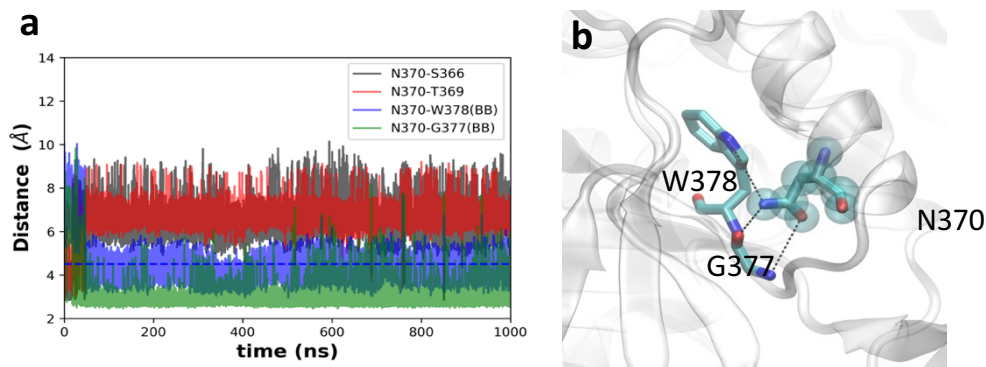 a
14
12
10
8
6
4
2
Distance (Å)
0
200
400
600
800
1000
time (ns)
N370-S366
N370-T369
N370-W378(BB)
N370-G377(BB)
b
W378
N370
G377